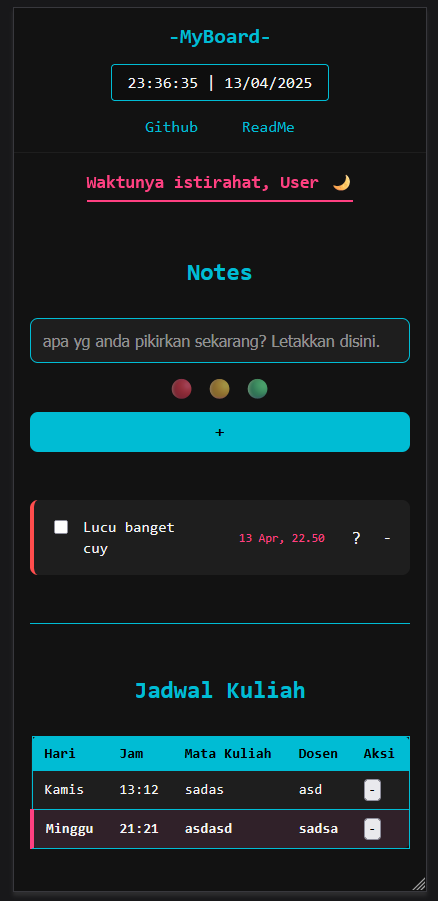 -MyBoard-
23:36:35 | 13/04/2025
Github ReadMe
Waktunya istirahat, User 🌙
Notes
apa yg anda pikirkan sekarang? Letakkan disini.
+
Lucu banget
cuy
13 Apr, 22.50 ? -
Jadwal Kuliah
Hari Jam Mata Kuliah Dosen Aksi
Kamis 13:12 sadas asd -
Minggu 21:21 asdasd sadsa -